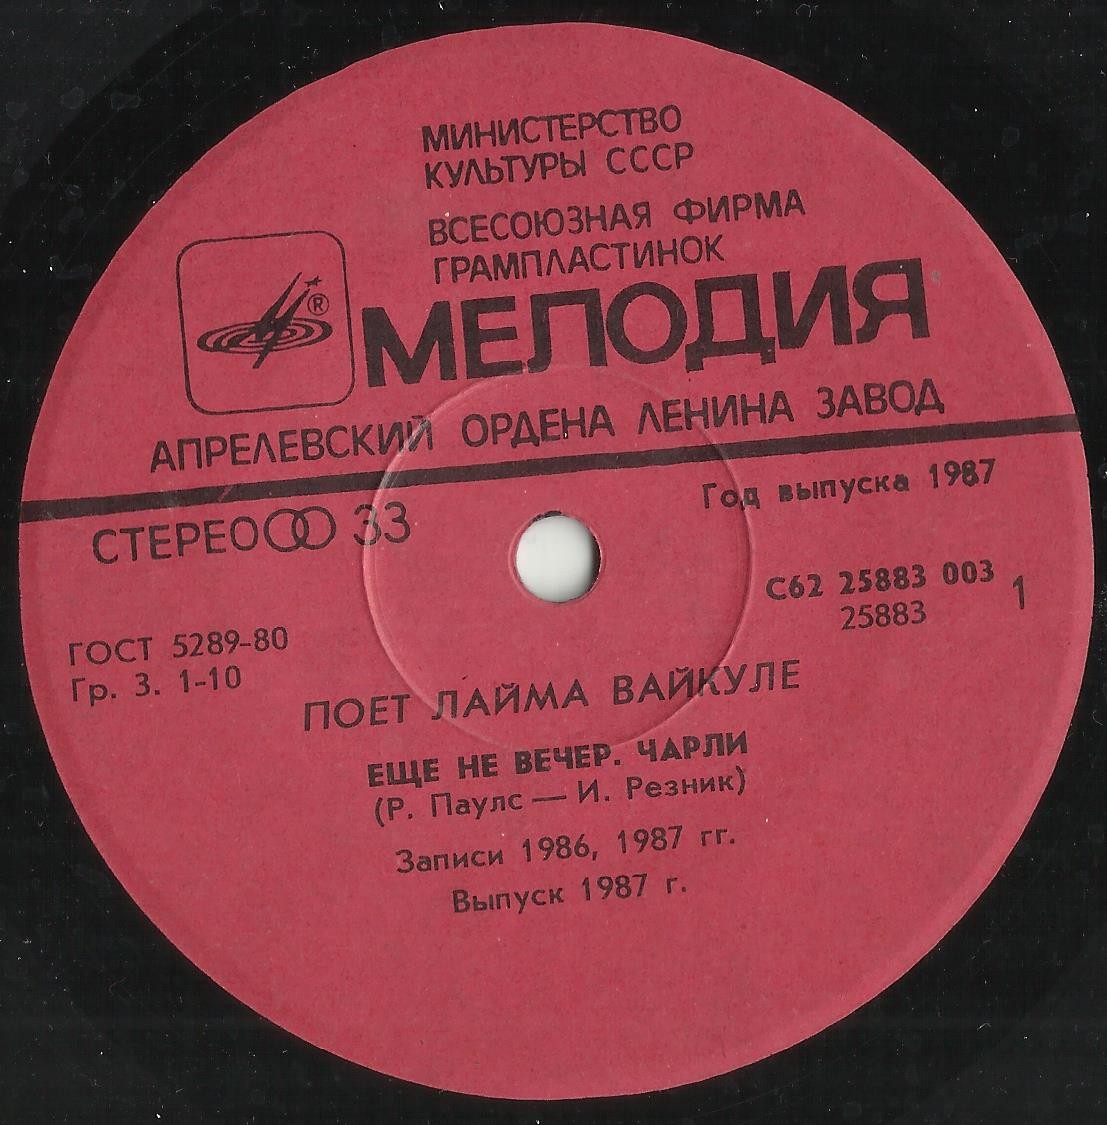 МИНИСТЕРСТВО
КУЛЬТУРЫ СССР
ВСЕСОЮЗНАЯ ФИРМА
ГРАМПЛАСТИНОК
®
МЕЛОДИЯ
АПРЕЛЕВСКИЙ ОРДЕНА ЛЕНИНА ЗАВОД
СТЕРЕО 33
Год выпуска 1987
С62 25883 003
25883
1
ГОСТ 5289-80
Гр. 3. 1-10
ПОЕТ ЛАЙМА ВАЙКУЛЕ
ЕЩЕ НЕ ВЕЧЕР. ЧАРЛИ
(Р. Паулс — И. Резник)
Записи 1986, 1987 гг.
Выпуск 1987 г.